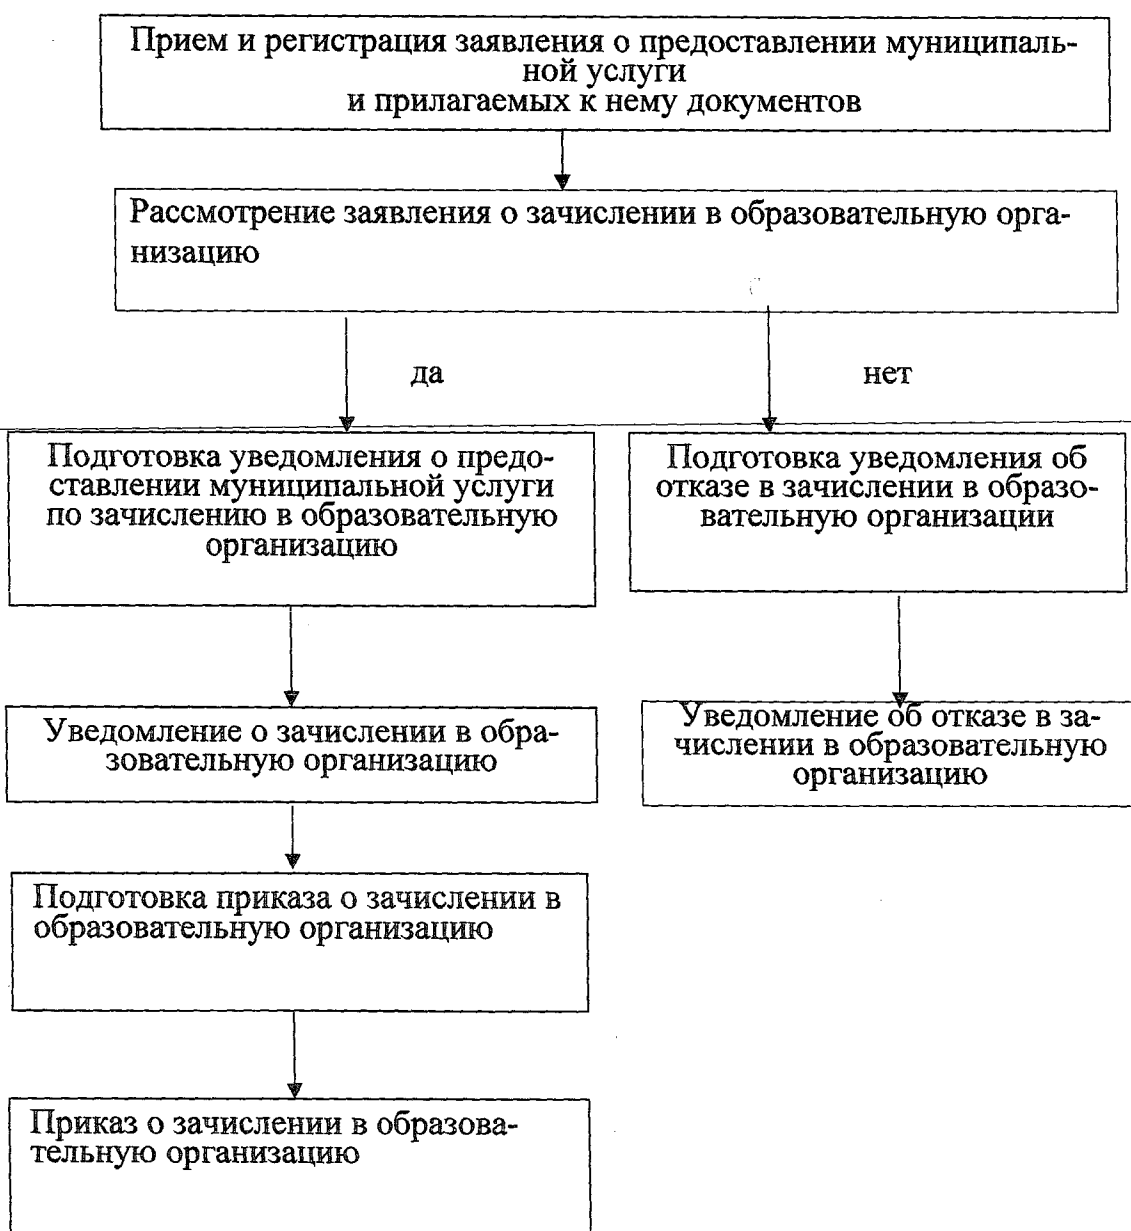 Прием и регистрация заявления о предоставлении муниципаль-
ной услуги
и прилагаемых к нему документов
Рассмотрение заявления о зачислении в образовательную орга-
низацию
да
нет
Подготовка уведомления о предо-
ставлении муниципальной услуги
по зачислению в образовательную
организацию
Подготовка уведомления об
отказе в зачислении в образо-
вательную организации
Уведомление о зачислении в обра-
зовательную организацию
Уведомление об отказе в за-
числении в образовательную
организацию
Подготовка приказа о зачислении в
образовательную организацию
Приказ о зачислении в образова-
тельную организацию